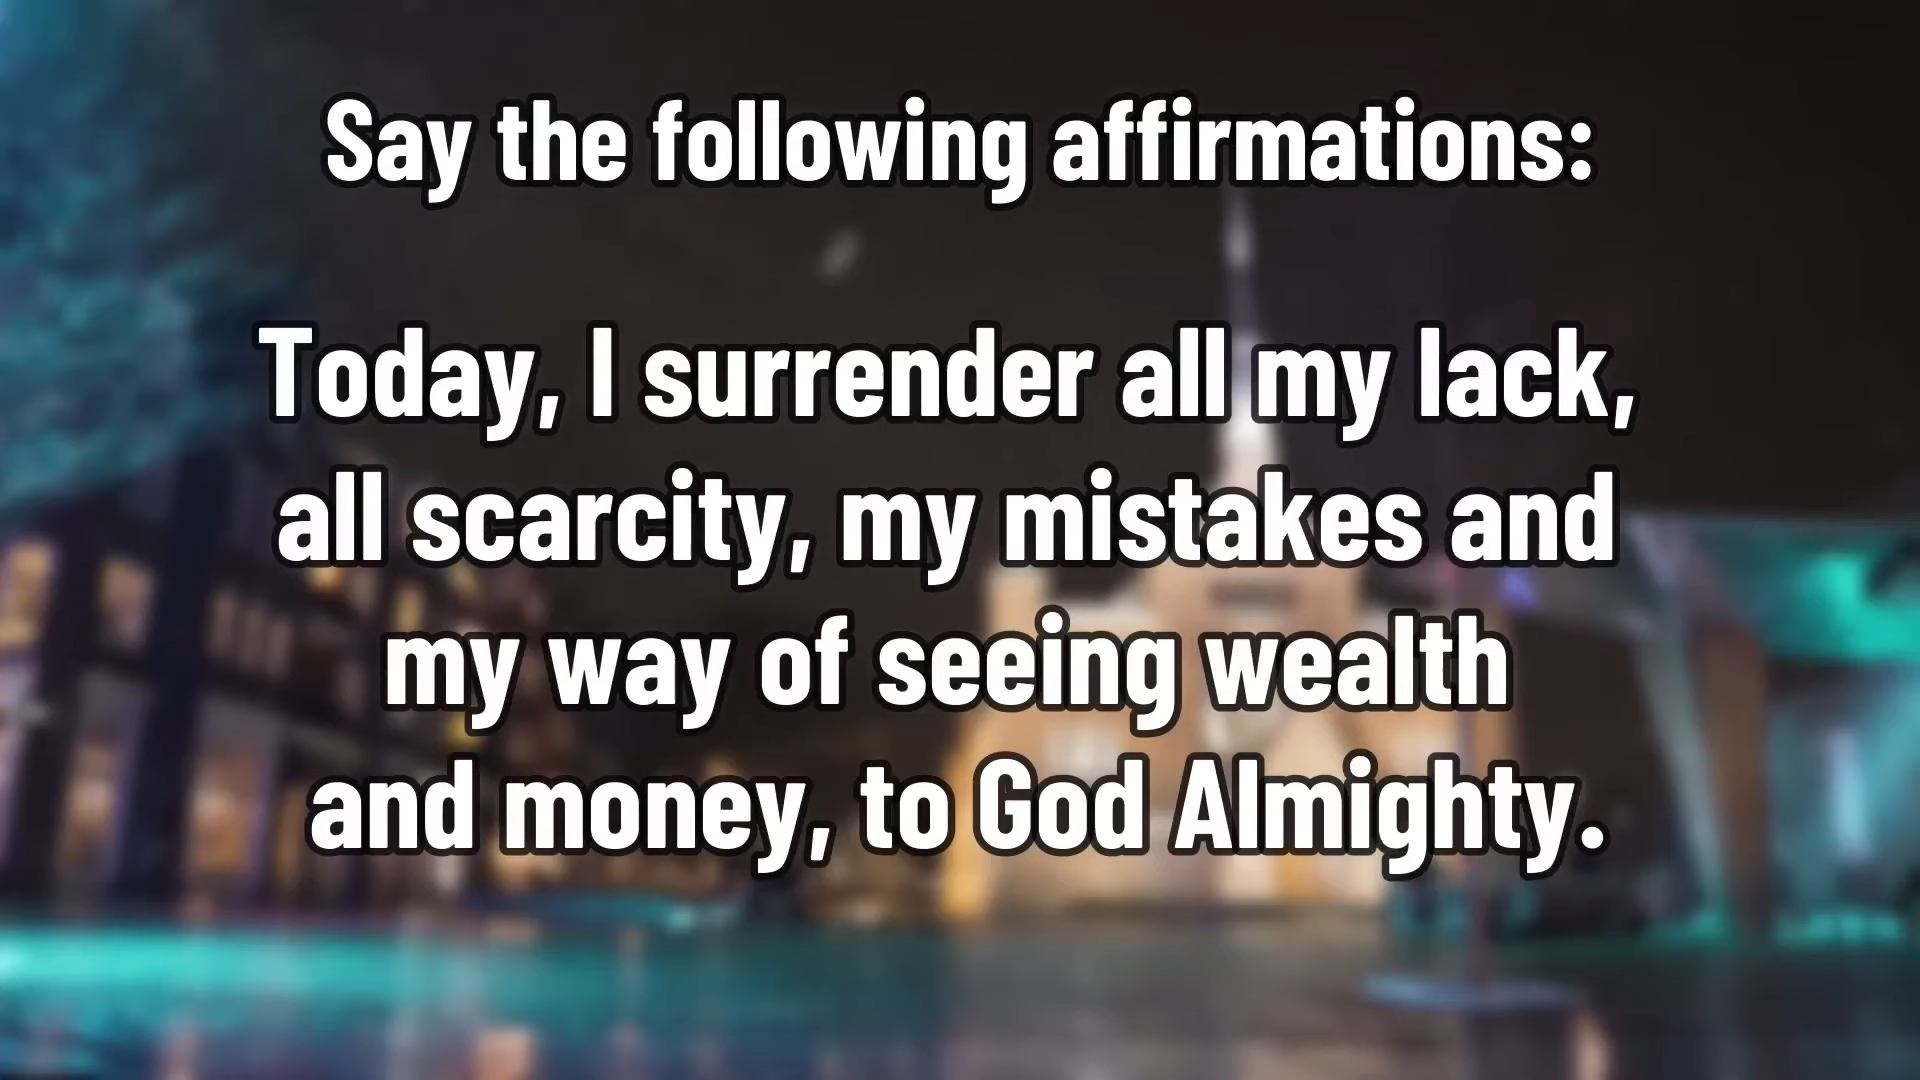 Say the following affirmations:
Today, I surrender all my lack,
all scarcity, my mistakes and
my way of seeing wealth
and money, to God Almighty.